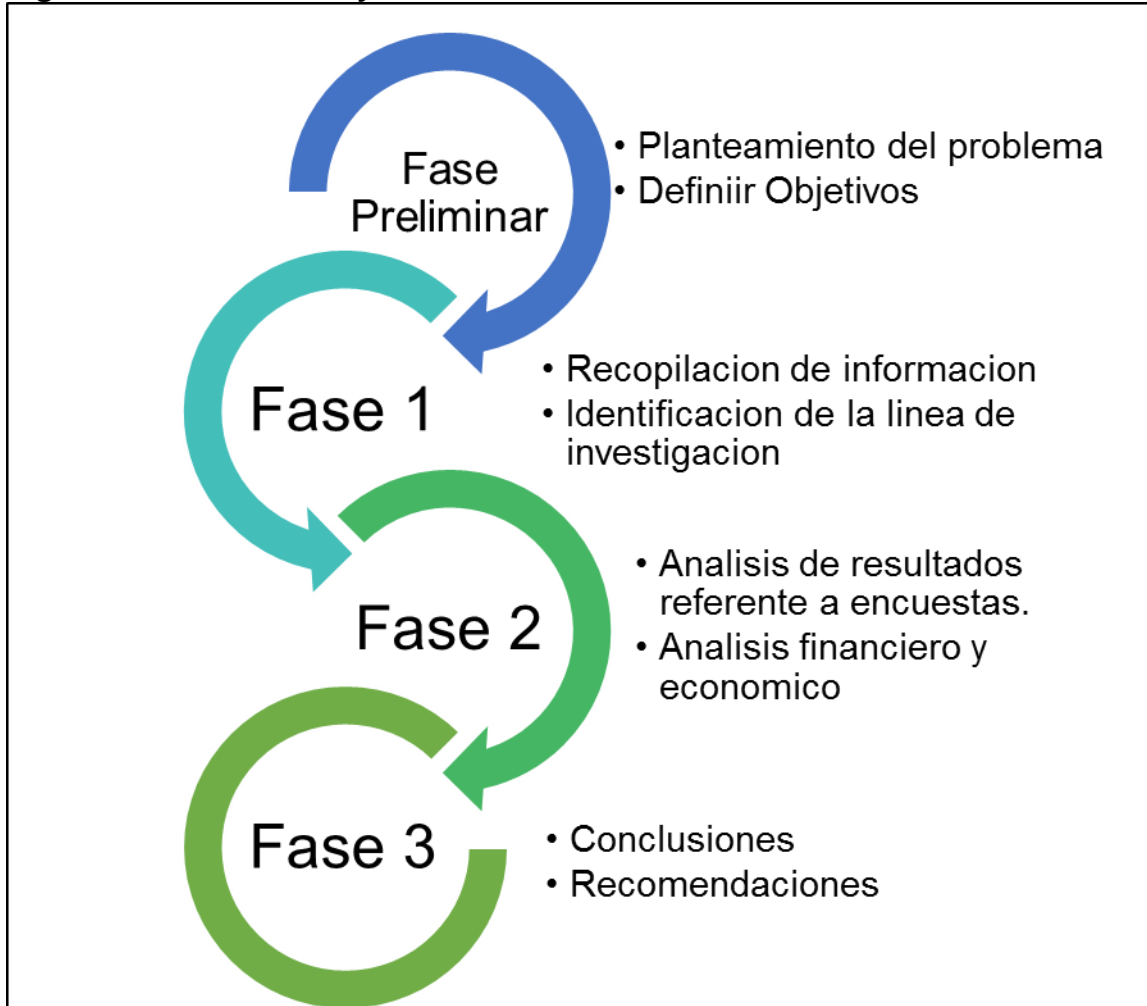 Fase
Preliminar
• Planteamiento del problema
• Definiir Objetivos
Fase 1
• Recopilacion de informacion
• Identificacion de la linea de
investigacion
Fase 2
• Analisis de resultados
referente a encuestas.
• Analisis financiero y
economico
Fase 3
• Conclusiones
• Recomendaciones